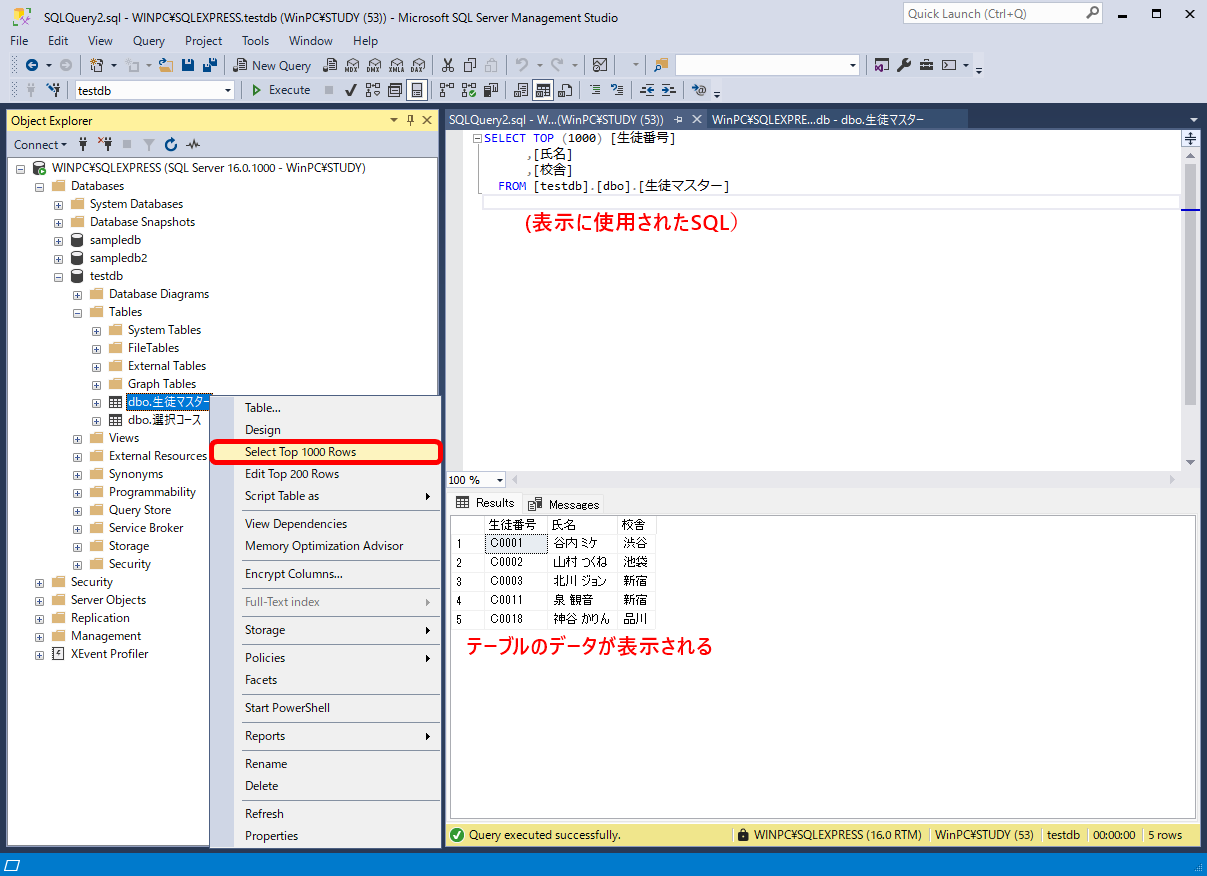 SQLQuery2.sql - WINPC¥SQLEXPRESS.testdb (WinPC¥STUDY (53)) - Microsoft SQL Server Management Studio
Quick Launch (Ctrl+Q)
File Edit View Query Project Tools Window Help
New Query MDX DMX XMLA DAX
testdb Execute
Object Explorer
Connect
WINPC¥SQLEXPRESS (SQL Server 16.0.1000 - WinPC¥STUDY)
Databases
System Databases
Database Snapshots
sampledb
sampledb2
testdb
Database Diagrams
Tables
System Tables
FileTables
External Tables
Graph Tables
dbo.生徒マスター
dbo.選択コース
Views
External Resources
Synonyms
Programmability
Query Store
Service Broker
Storage
Security
Security
Server Objects
Replication
Management
XEvent Profiler
Table...
Design
Select Top 1000 Rows
Edit Top 200 Rows
Script Table as
View Dependencies
Memory Optimization Advisor
Encrypt Columns...
Full-Text index
Storage
Policies
Facets
Start PowerShell
Reports
Rename
Delete
Refresh
Properties
SQLQuery2.sql - W...(WinPC¥STUDY (53)) WINPC¥SQLEXPRE...db - dbo.生徒マスター
SELECT TOP (1000) [生徒番号]
,[氏名]
,[校舎]
FROM [testdb].[dbo].[生徒マスター]
(表示に使用されたSQL）
100 %
Results Messages
生徒番号 氏名 校舎
1 C0001 谷内 ミケ 渋谷
2 C0002 山村 つくね 池袋
3 C0003 北川 ジョン 新宿
4 C0011 泉 観音 新宿
5 C0018 神谷 かりん 品川
テーブルのデータが表示される
Query executed successfully. WINPC¥SQLEXPRESS (16.0 RTM) WinPC¥STUDY (53) testdb 00:00:00 5 rows